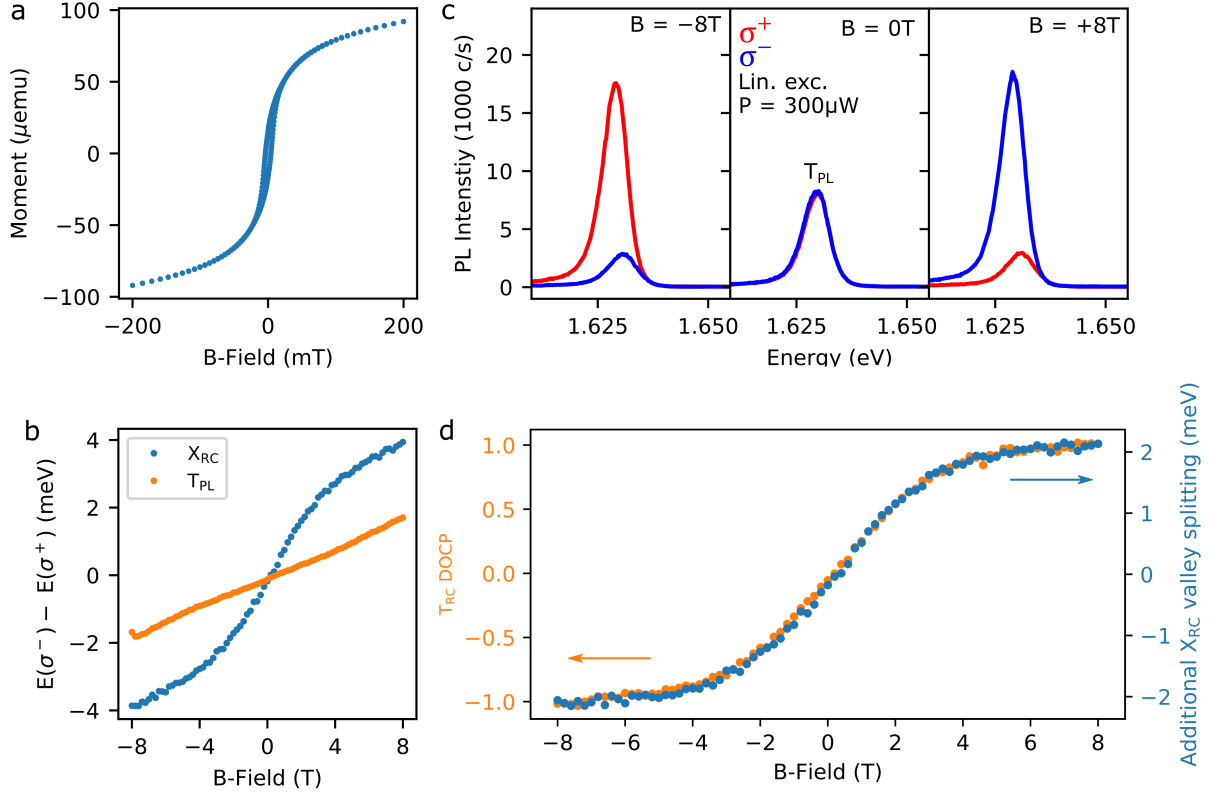 a
100
50
0
−50
−100
Moment (μemu)
−200
0
200
B-Field (mT)
c
B = −8T
σ+
σ−
Lin. exc.
P = 300μW
B = 0T
B = +8T
T_PL
20
15
10
5
0
PL Intenstiy (1000 c/s)
1.625
1.650
1.625
1.650
1.625
1.650
Energy (eV)
b
X_RC
T_PL
4
2
0
−2
−4
E(σ−) − E(σ+) (meV)
−8
−4
0
4
8
B-Field (T)
d
1.0
0.5
0.0
−0.5
−1.0
T_RC DOCP
2
1
0
−1
−2
Additional X_RC valley splitting (meV)
−8
−6
−4
−2
0
2
4
6
8
B-Field (T)